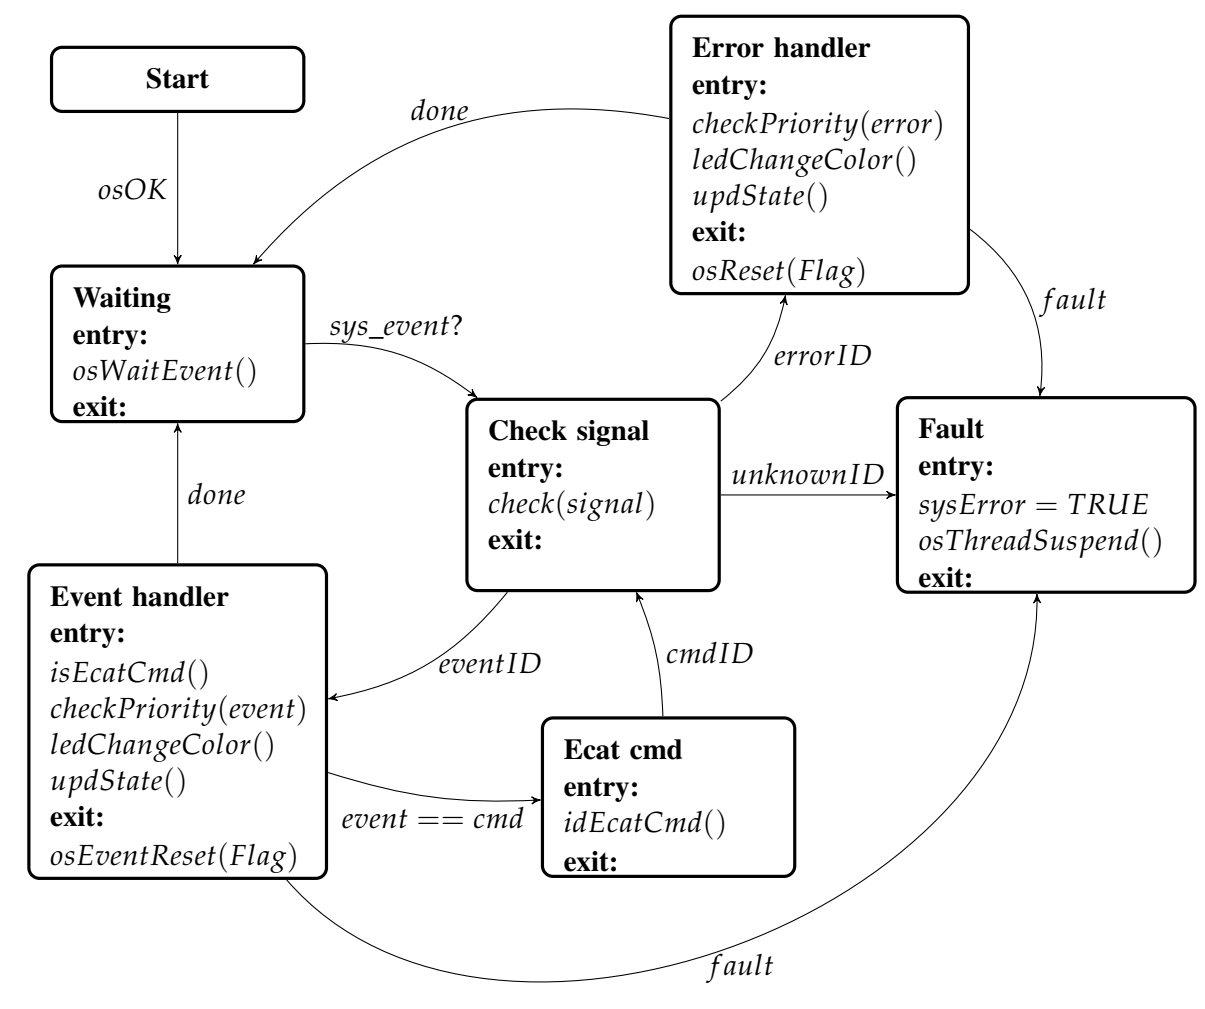 Start
osOK
Waiting
entry:
osWaitEvent()
exit:
done
sys_event?
Error handler
entry:
checkPriority(error)
ledChangeColor()
updState()
exit:
osReset(Flag)
errorID
fault
Check signal
entry:
check(signal)
exit:
unknownID
Fault
entry:
sysError = TRUE
osThreadSuspend()
exit:
done
Event handler
entry:
isEcatCmd()
checkPriority(event)
ledChangeColor()
updState()
exit:
osEventReset(Flag)
eventID
cmdID
event == cmd
Ecat cmd
entry:
idEcatCmd()
exit:
fault